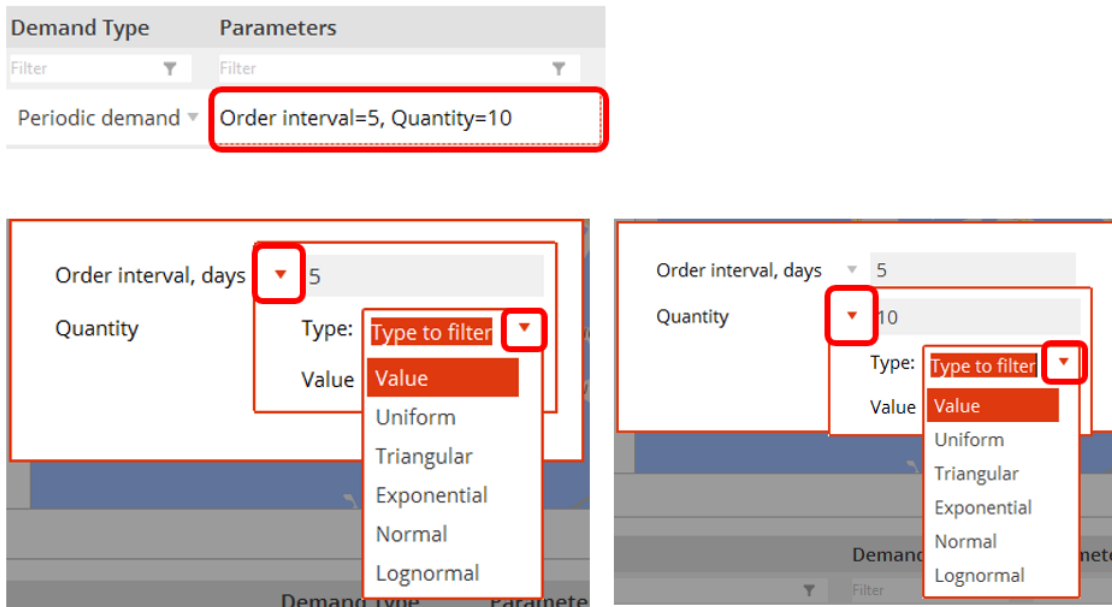 Demand Type Parameters
Filter Filter
Periodic demand Order interval=5, Quantity=10
Order interval, days 5
Quantity Type: Type to filter
Value Value
Uniform
Triangular
Exponential
Normal
Lognormal
Demand Type Paramete
Order interval, days 5
Quantity 10
Type: Type to filter
Value Value
Uniform
Triangular
Exponential
Normal
Lognormal
Demand mete
Filter